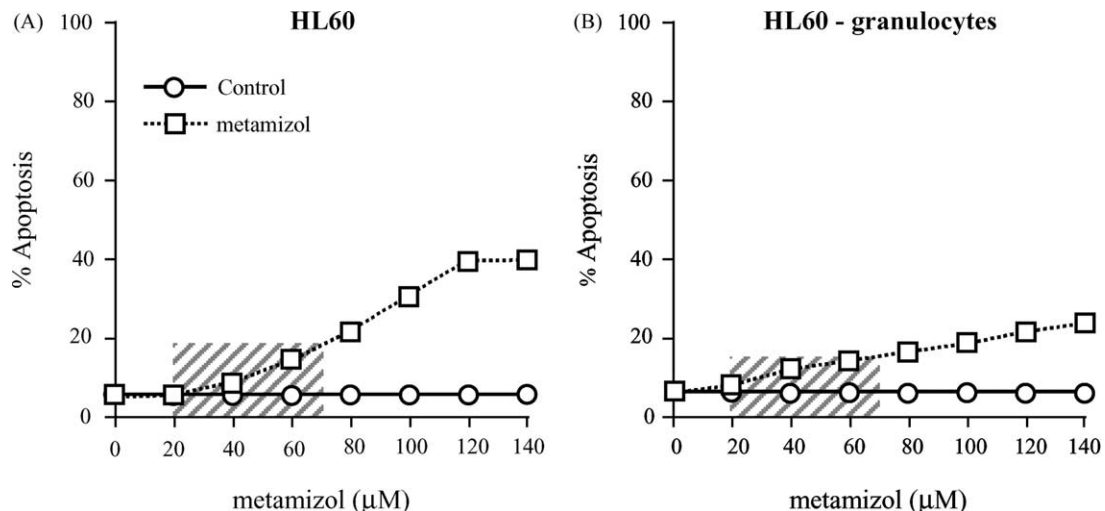 (A)
HL60
100
80
60
40
20
0
% Apoptosis
Control
metamizol
0 20 40 60 80 100 120 140
metamizol (μM)
(B)
HL60 - granulocytes
100
80
60
40
20
0
% Apoptosis
0 20 40 60 80 100 120 140
metamizol (μM)